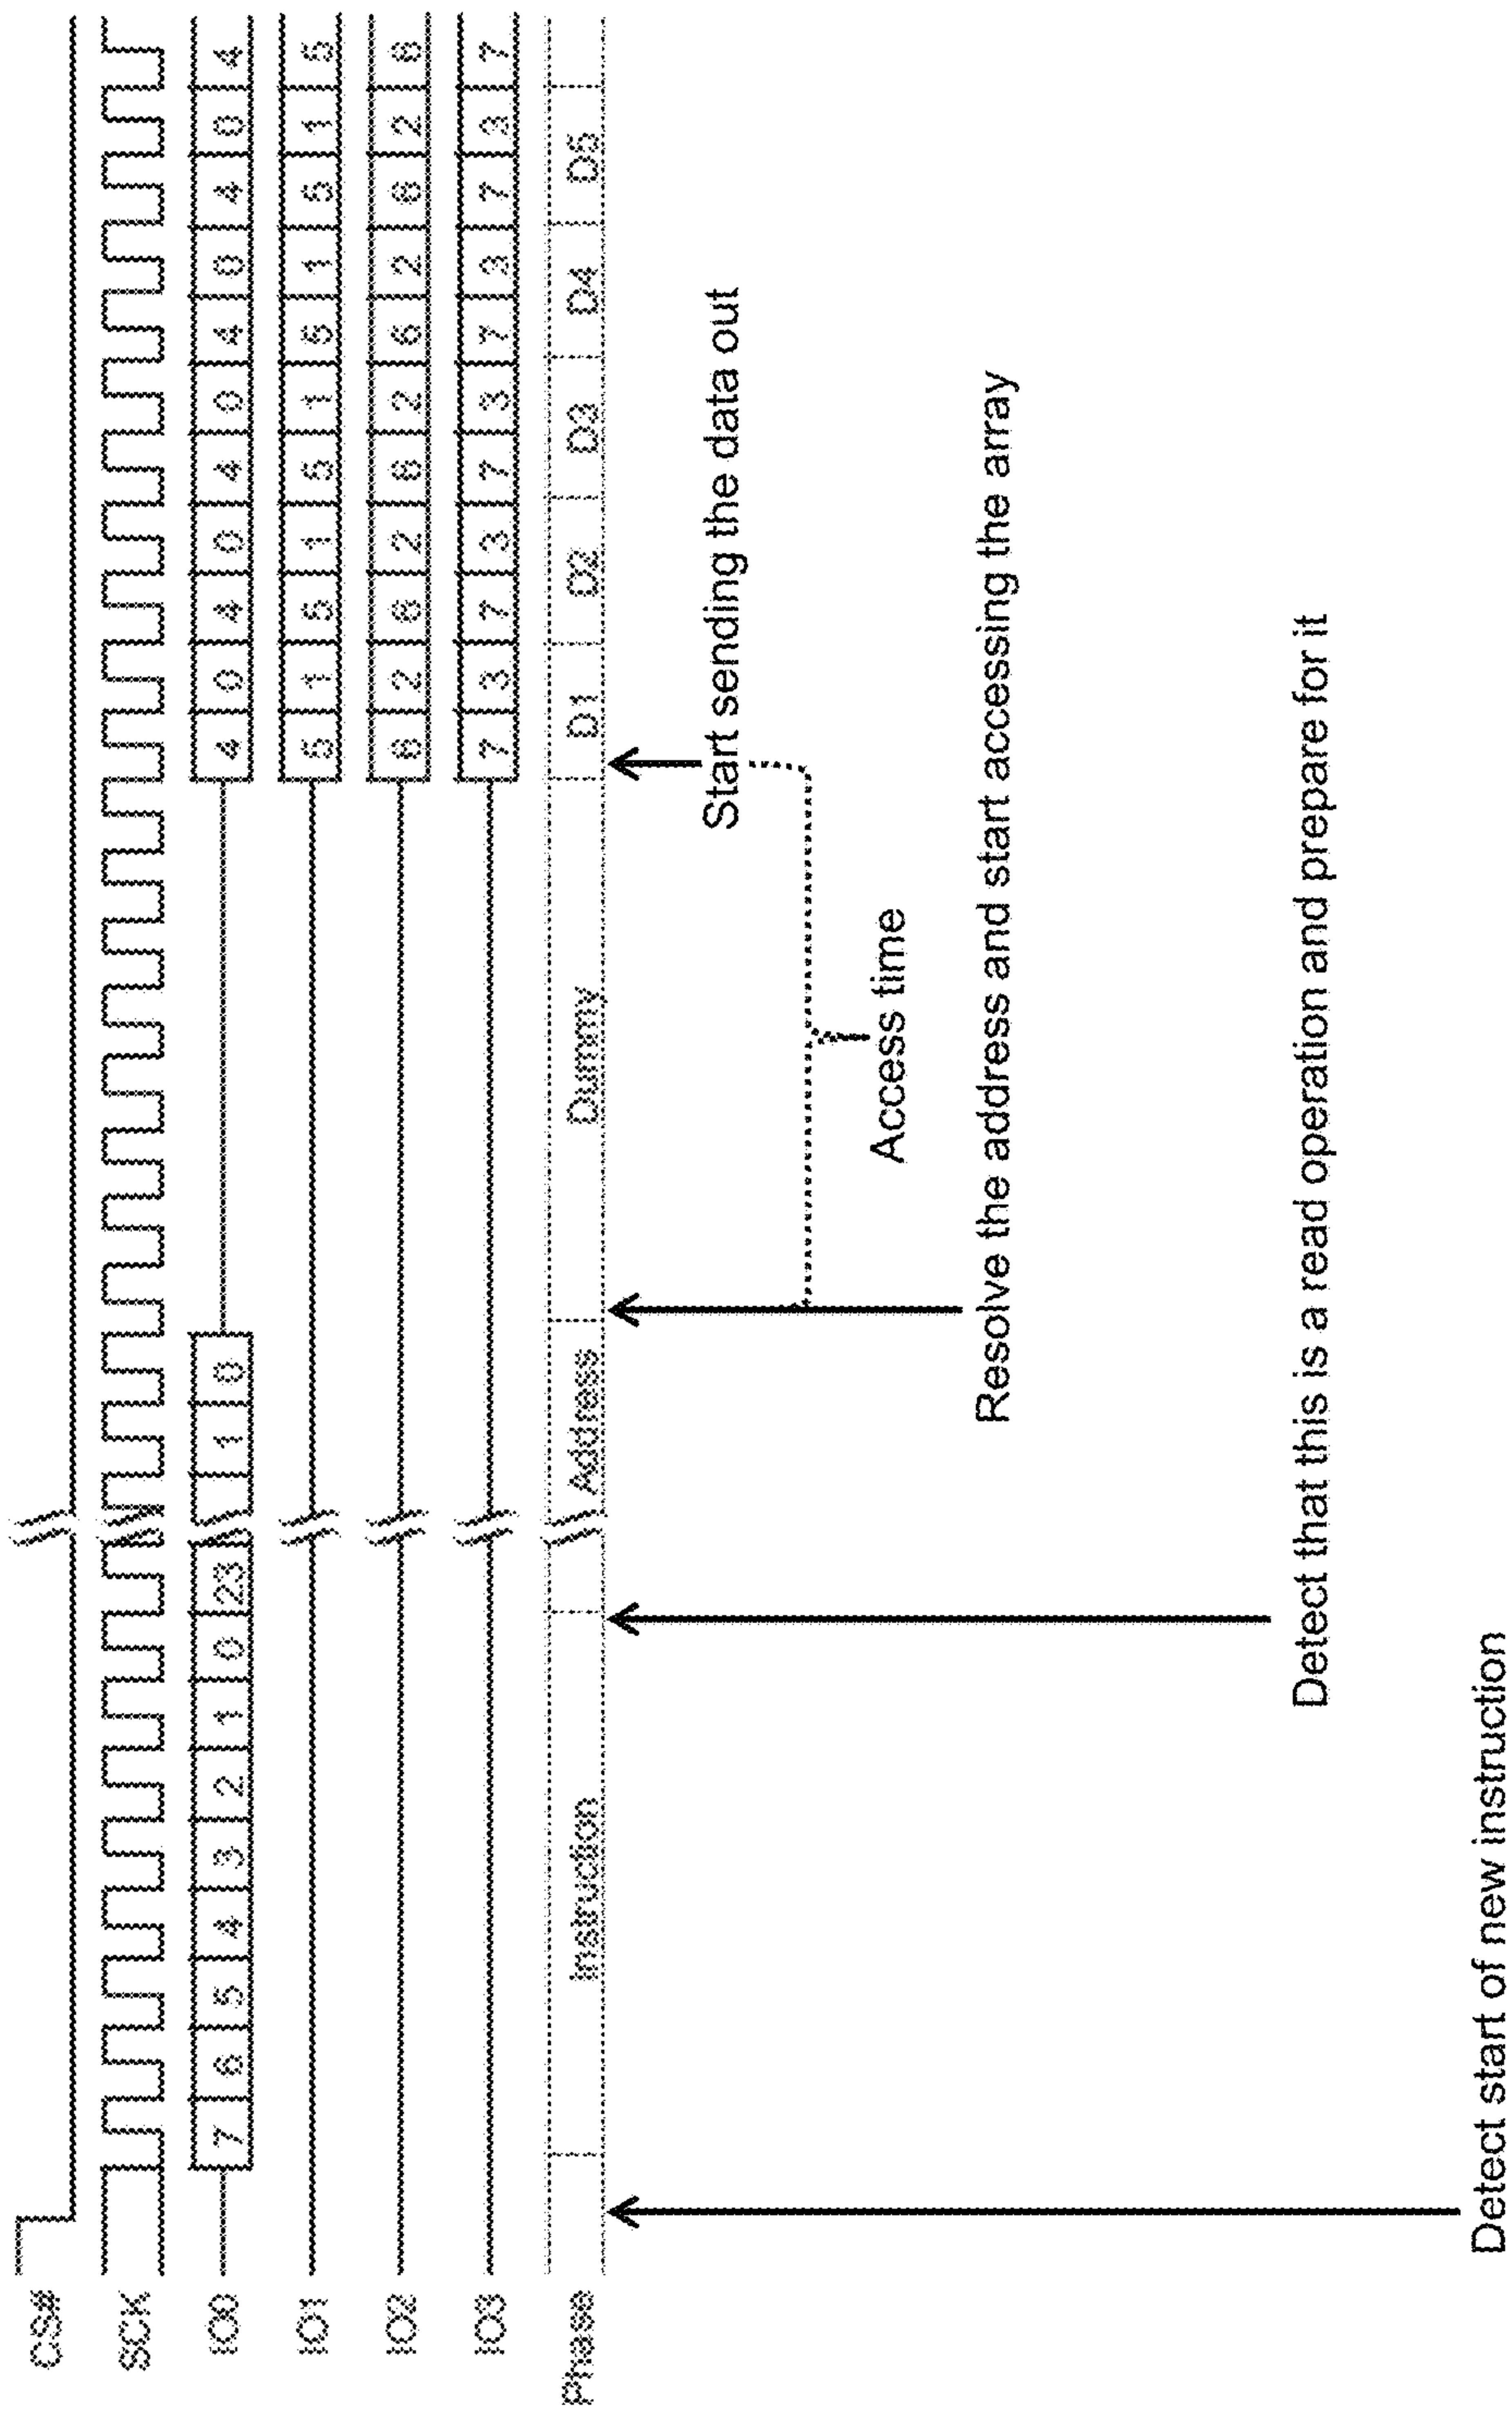 CS#
SCK
IO0 7 6 5 4 3 2 1 0 23 1 0 4 0 4 0 4 0 4 0 4 0 4
IO1 5 1 5 1 5 1 5 1 5 1 5
IO2 6 2 6 2 6 2 6 2 6 2 6
IO3 7 3 7 3 7 3 7 3 7 3 7
Phase Instruction Address Dummy D1 D2 D3 D4 D5
Start sending the data out
Access time
Resolve the address and start accessing the array
Detect that this is a read operation and prepare for it
Detect start of new instruction